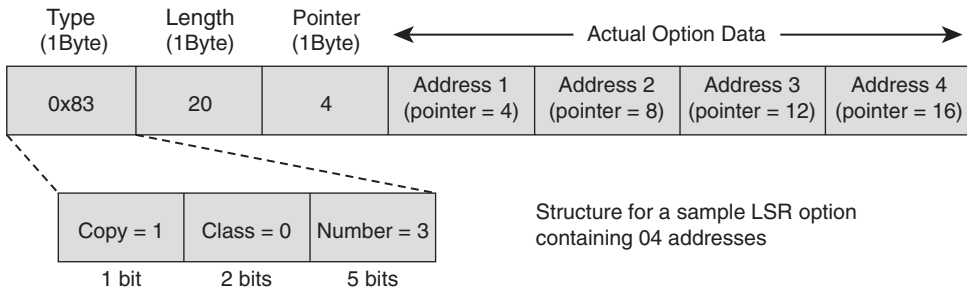 Type
(1Byte)
Length
(1Byte)
Pointer
(1Byte)
Actual Option Data
0x83
20
4
Address 1
(pointer = 4)
Address 2
(pointer = 8)
Address 3
(pointer = 12)
Address 4
(pointer = 16)
Copy = 1
Class = 0
Number = 3
1 bit
2 bits
5 bits
Structure for a sample LSR option
containing 04 addresses